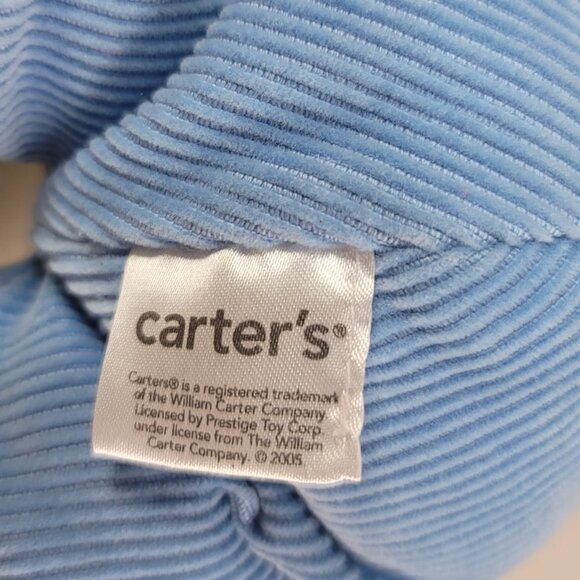 carter's®
Carters® is a registered trademark
of the William Carter Company.
Licensed by Prestige Toy Corp.
under license from The William
Carter Company. © 2005